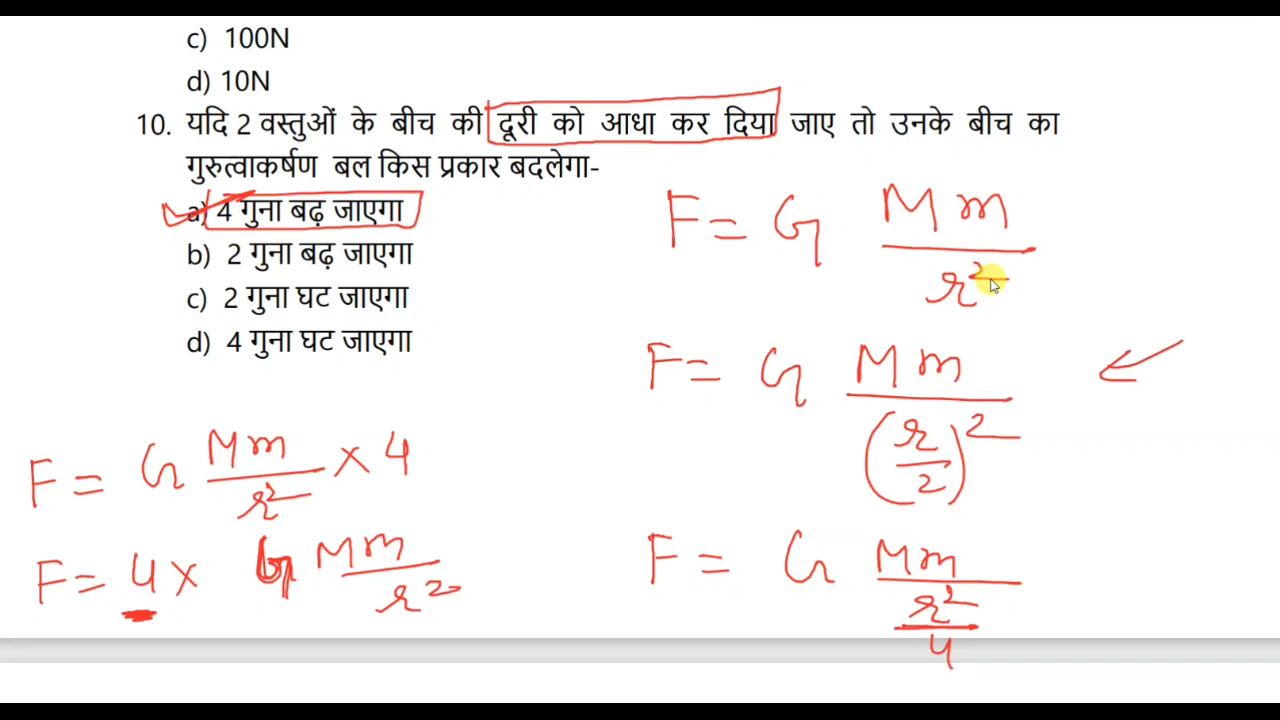 c) 100N
d) 10N
10. यदि 2 वस्तुओं के बीच की दूरी को आधा कर दिया जाए तो उनके बीच का
गुरुत्वाकर्षण बल किस प्रकार बदलेगा-
a) 4 गुना बढ़ जाएगा
b) 2 गुना बढ़ जाएगा
c) 2 गुना घट जाएगा
d) 4 गुना घट जाएगा
F = G Mm / r²
F = G Mm / (r/2)²
F = G Mm / r²/4
F = G Mm / r² × 4
F = 4 × G Mm / r²